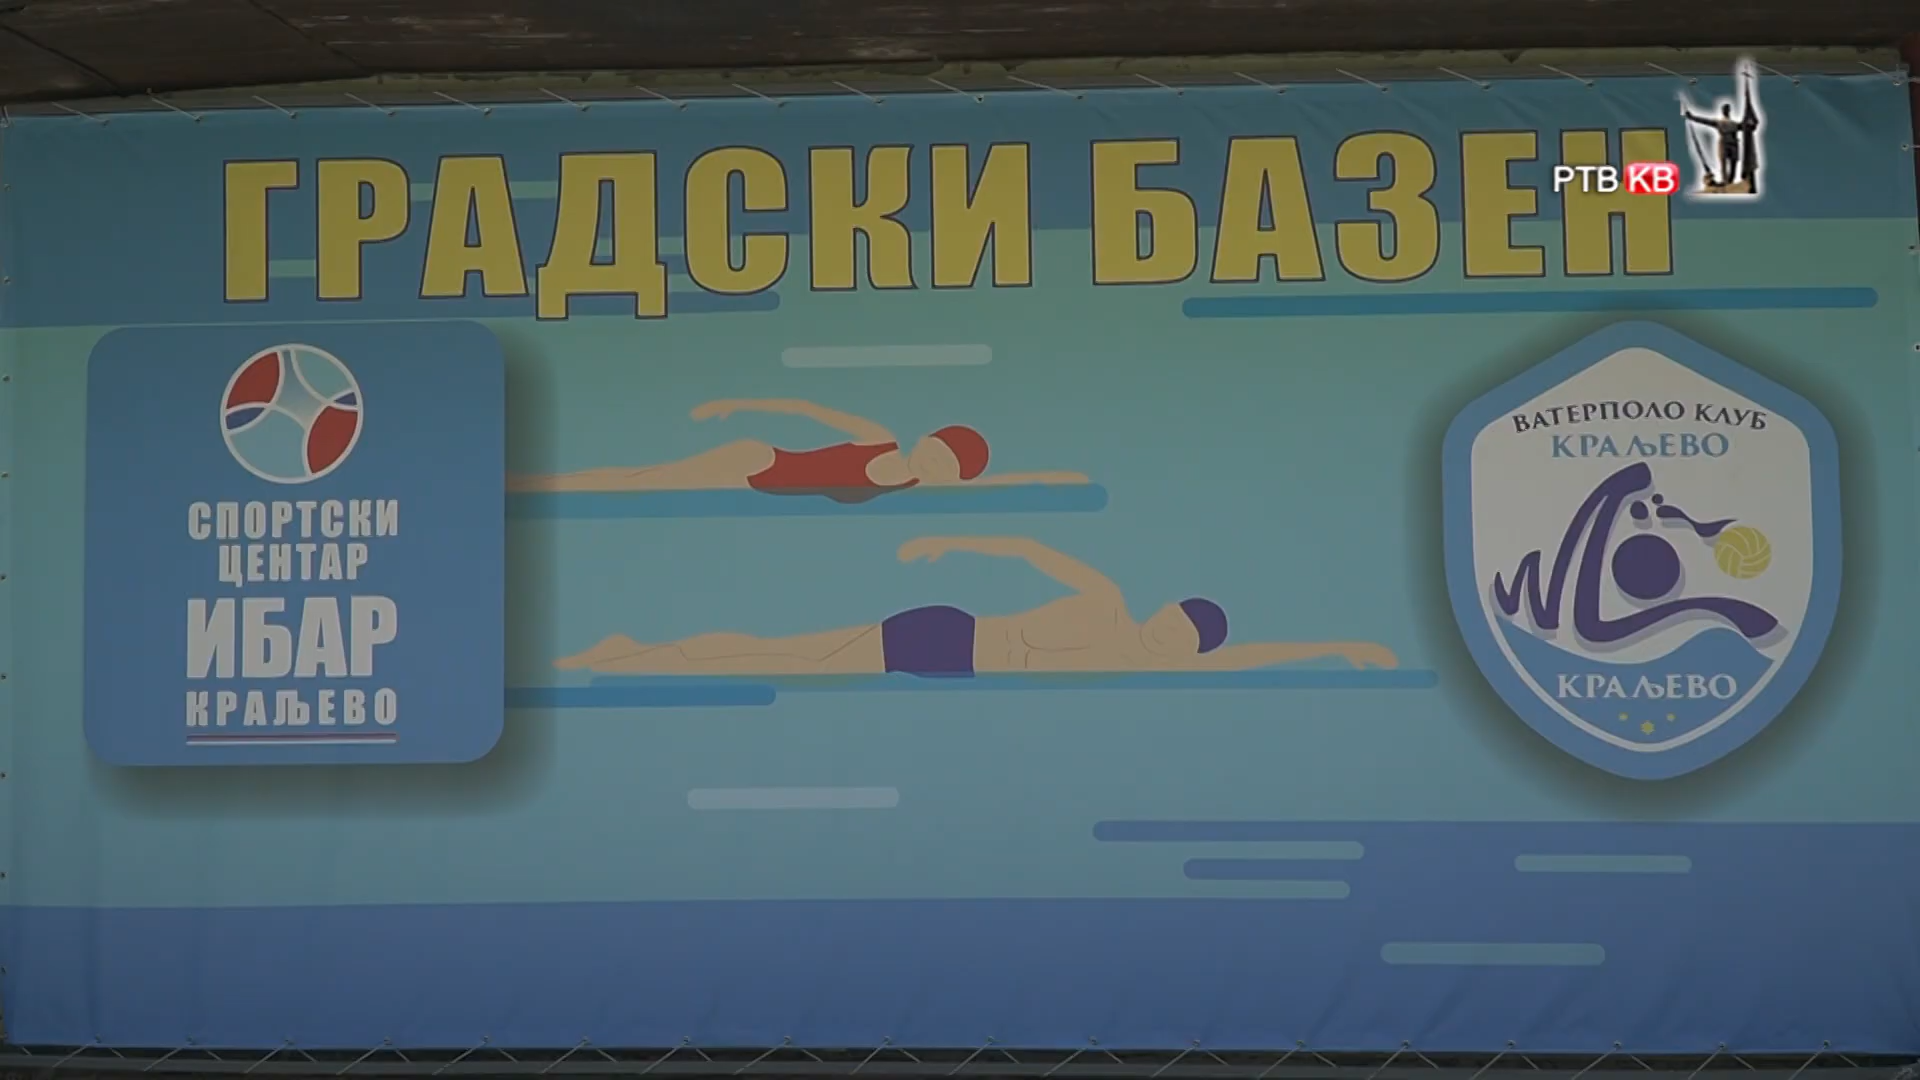 ГРАДСКИ БАЗЕН
РТВ КВ
СПОРТСКИ
ЦЕНТАР
ИБАР
КРАЉЕВО
ВАТЕРПОЛО КЛУБ
КРАЉЕВО
КРАЉЕВО